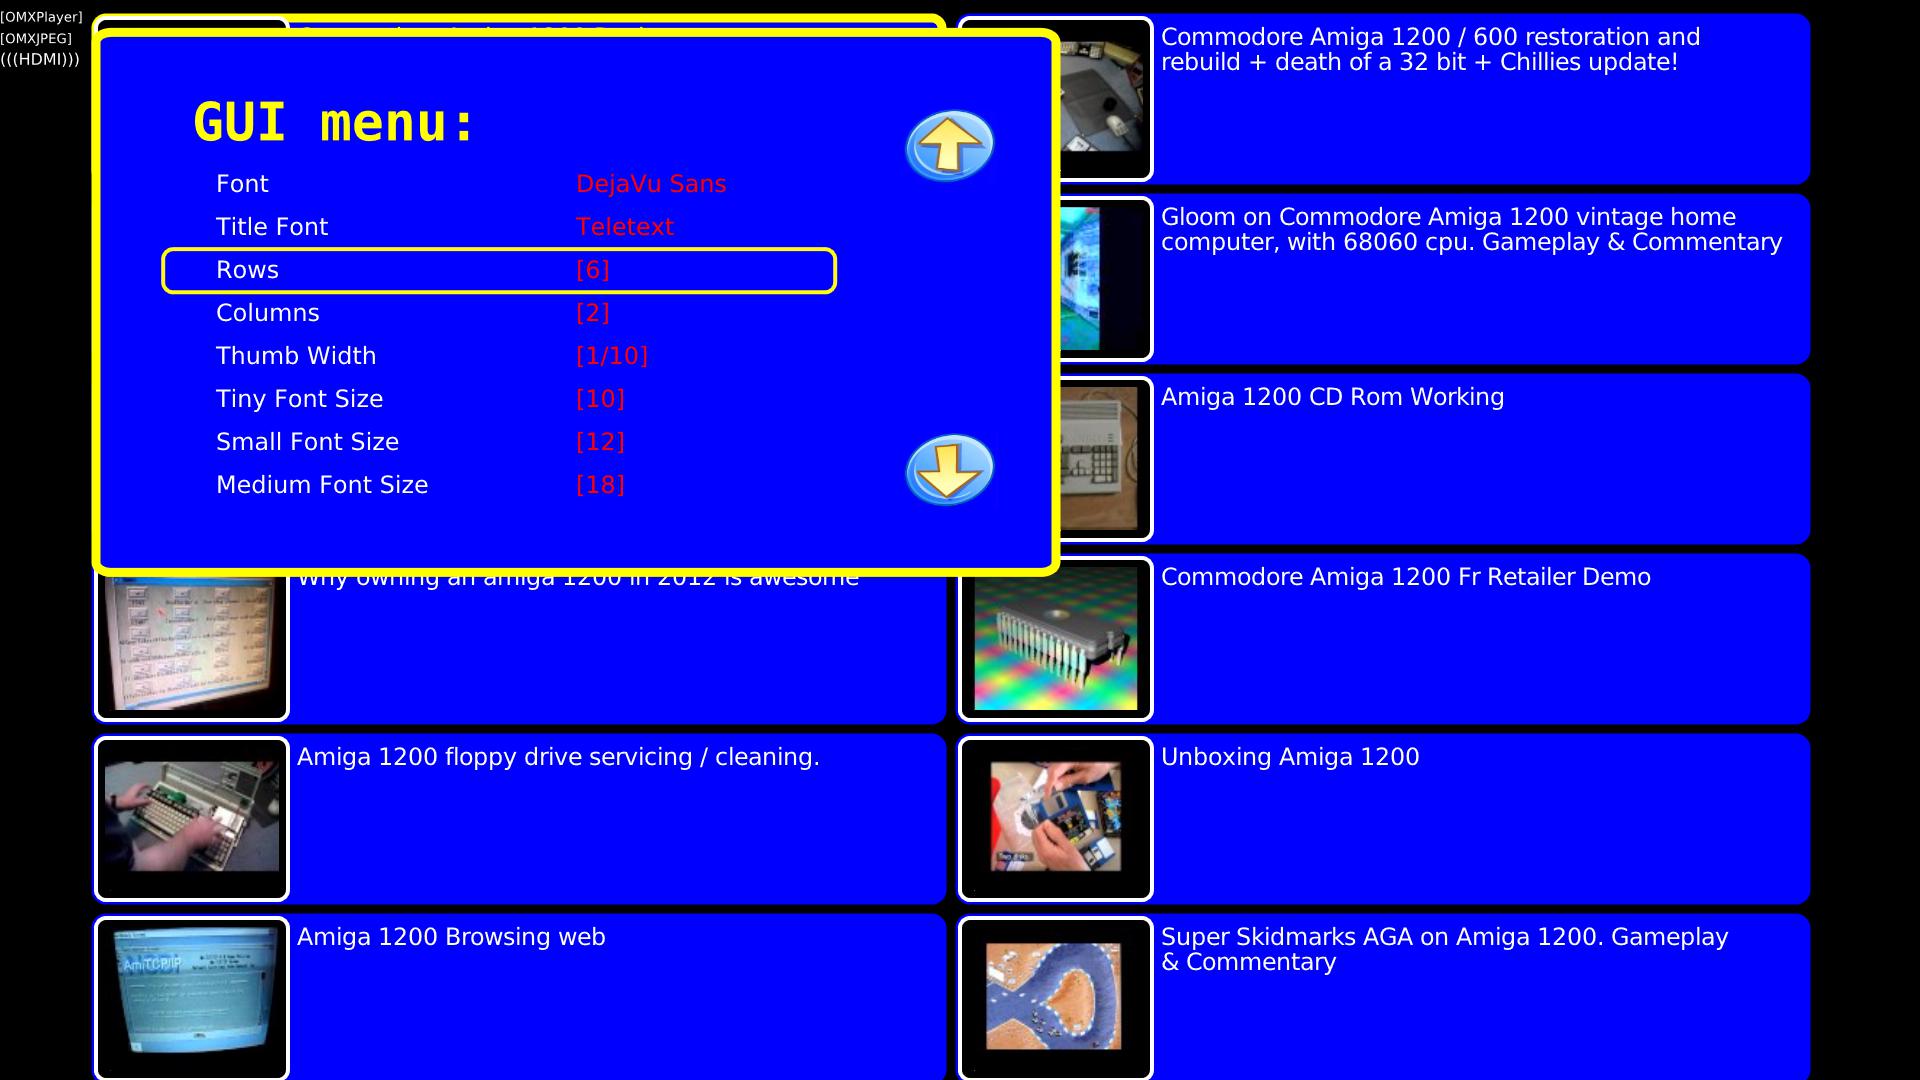 [OMXPlayer]
[OMXJPEG]
(((HDMI)))
GUI menu:
Font DejaVu Sans
Title Font Teletext
Rows [6]
Columns [2]
Thumb Width [1/10]
Tiny Font Size [10]
Small Font Size [12]
Medium Font Size [18]
Commodore Amiga 1200 / 600 restoration and
rebuild + death of a 32 bit + Chillies update!
Gloom on Commodore Amiga 1200 vintage home
computer, with 68060 cpu. Gameplay & Commentary
Amiga 1200 CD Rom Working
Why owning an amiga 1200 in 2012 is awesome
Commodore Amiga 1200 Fr Retailer Demo
Amiga 1200 floppy drive servicing / cleaning.
Unboxing Amiga 1200
Amiga 1200 Browsing web
AmiTCP/IP
Super Skidmarks AGA on Amiga 1200. Gameplay
& Commentary